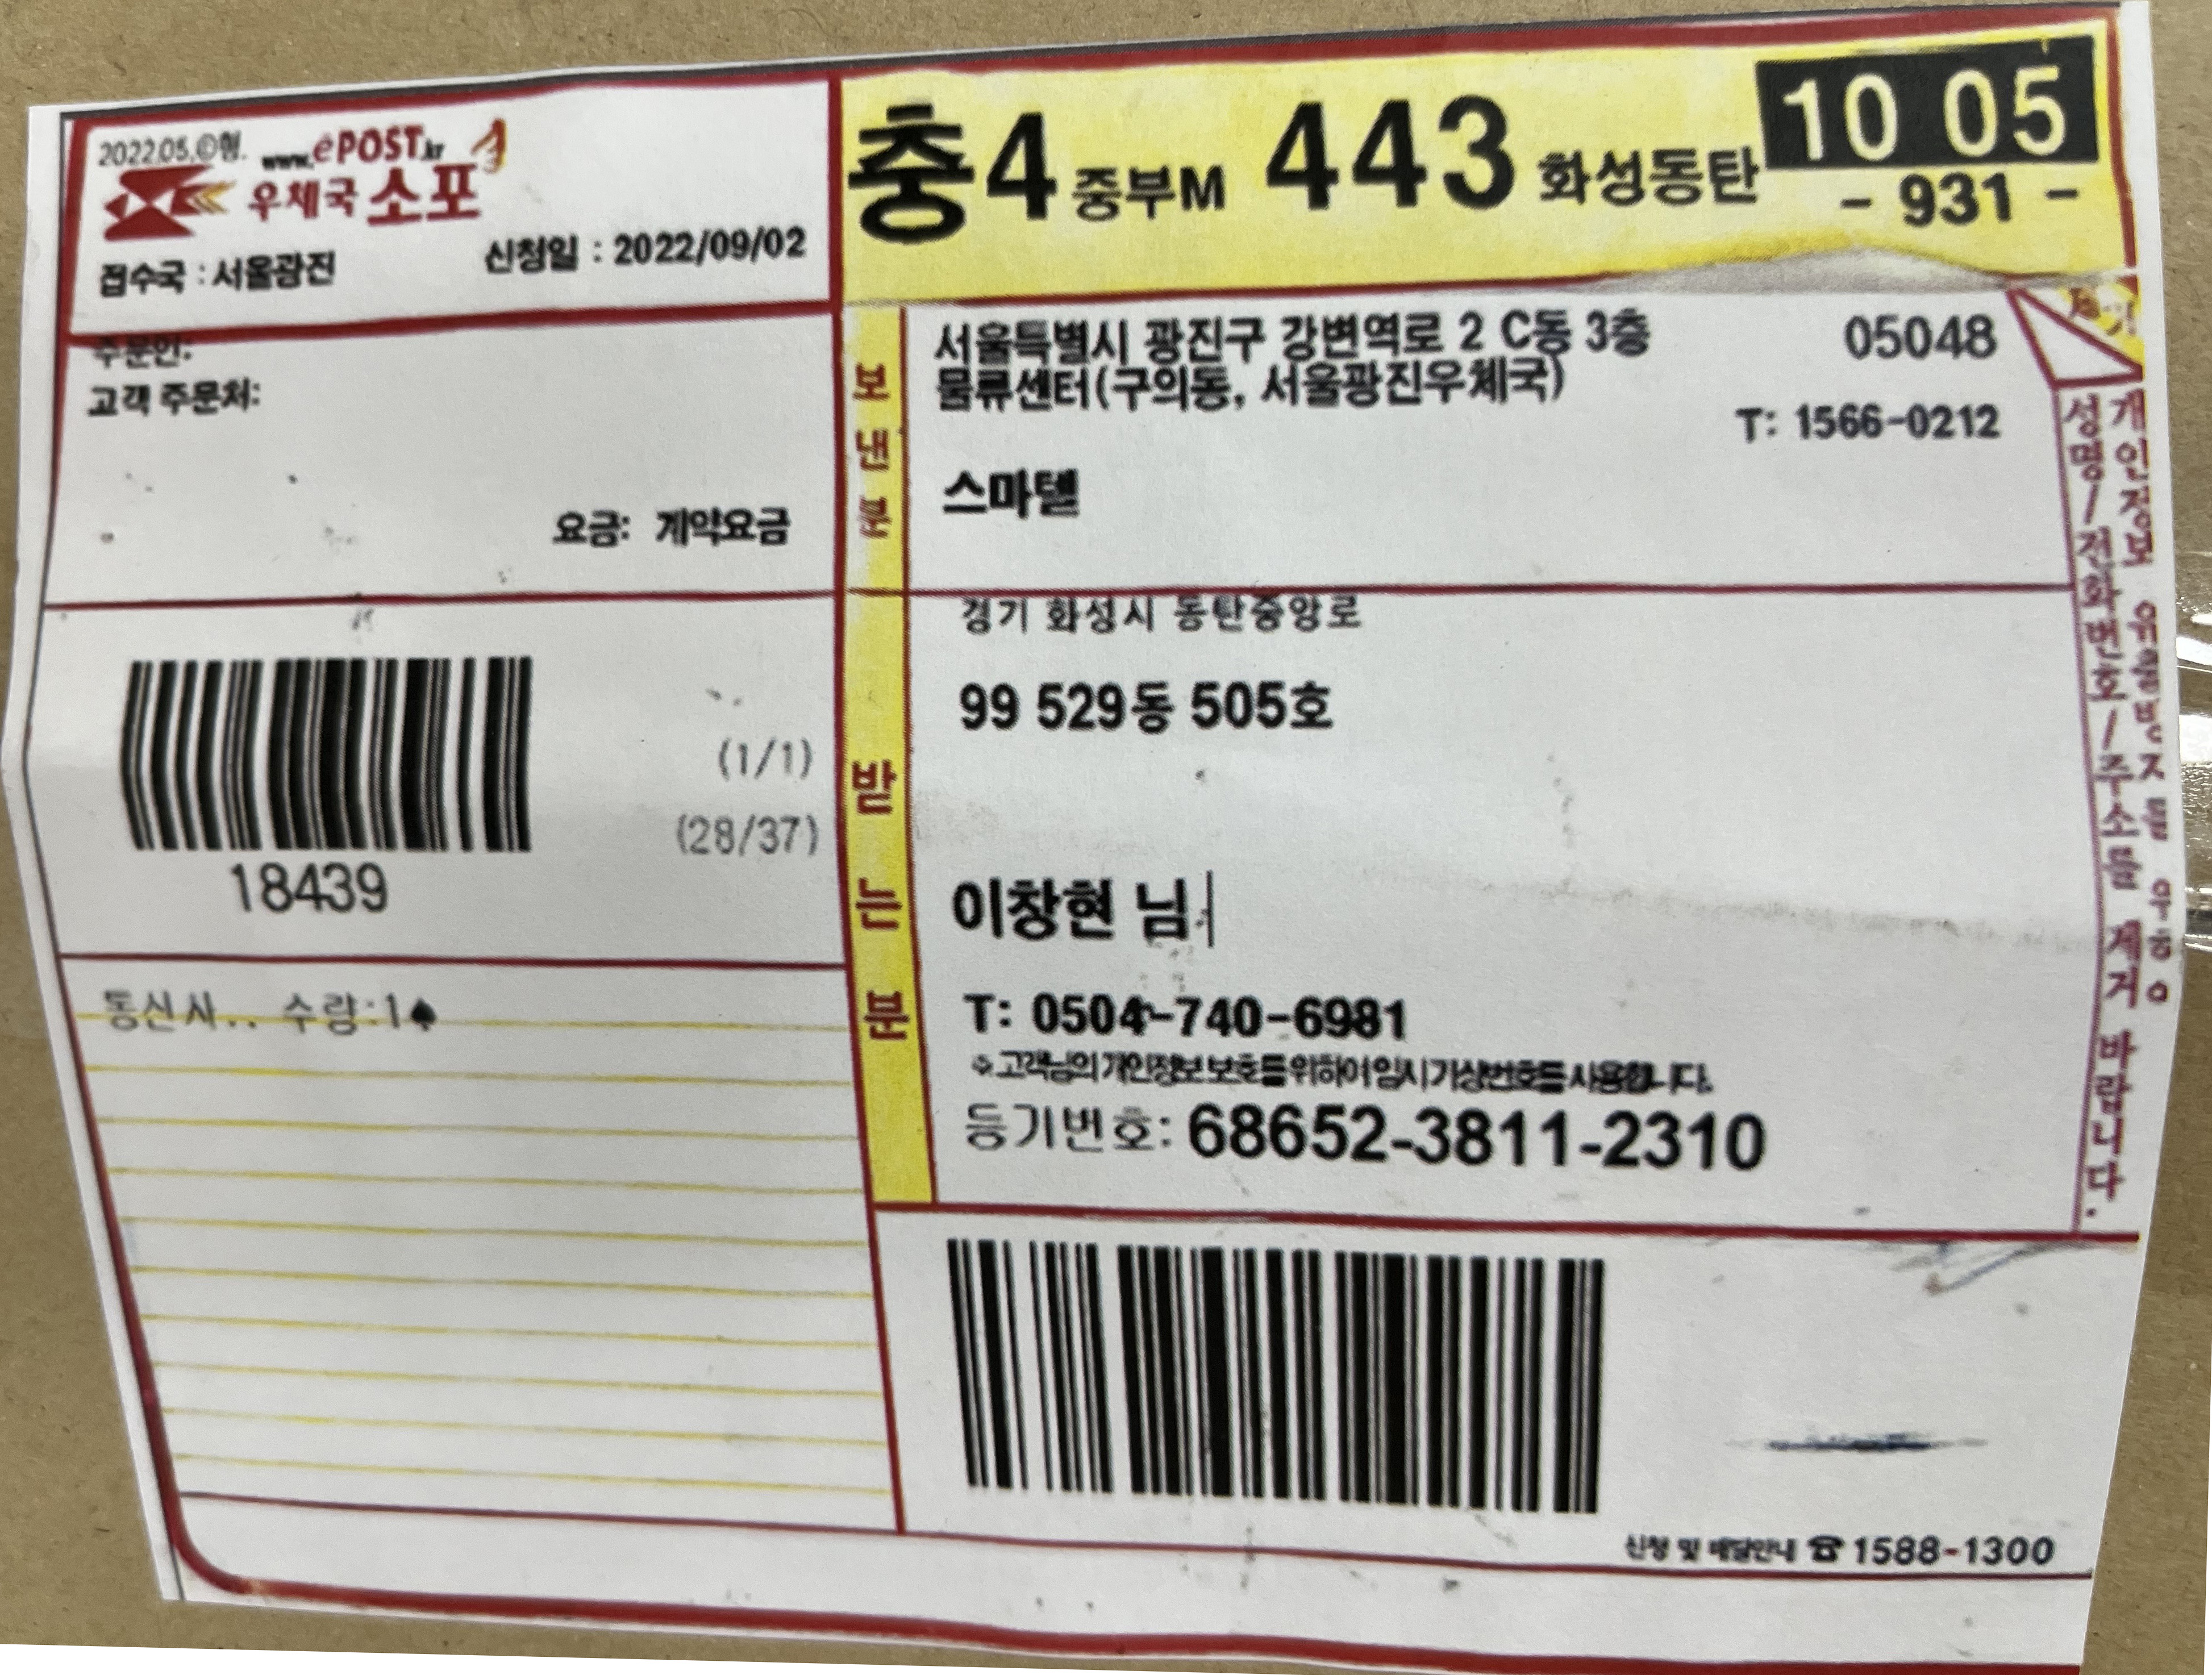 2022.05.©형.
www.ePOST.kr
우체국 소포
접수국 : 서울광진
신청일 : 2022/09/02
충4 중부M 443 화성동탄 10 05
- 931 -
주문인:
고객 주문처:
요금: 계약요금
보낸분
서울특별시 광진구 강변역로 2 C동 3층
물류센터(구의동, 서울광진우체국)
05048
T: 1566-0212
스마텔
(1/1)
(28/37)
18439
받는분
경기 화성시 동탄중앙로
99 529동 505호
이창현 님
T: 0504-740-6981
※고객님의 개인정보보호를 위하여 임시 가상번호를 사용합니다.
등기번호: 68652-3811-2310
통신사.. 수량:1♠
개인정보 유출방지를 위하여
성명/전화번호/주소를 제거 바랍니다.
신청 및 배달안내 ☎ 1588-1300